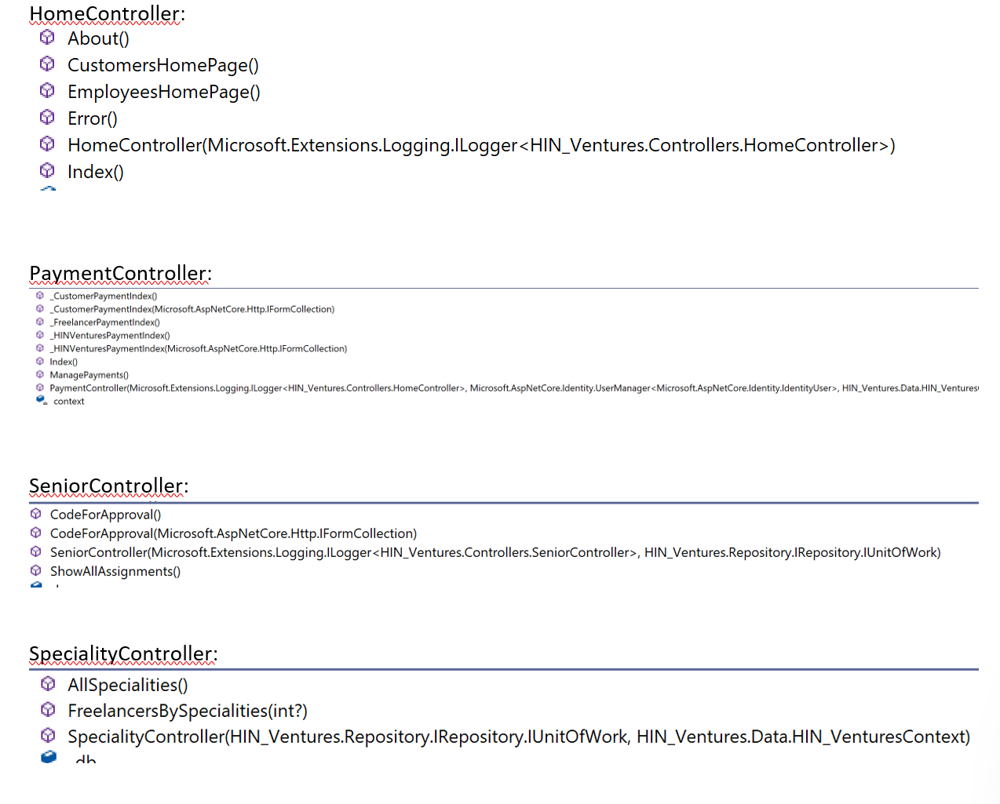 HomeController:
About()
CustomersHomePage()
EmployeesHomePage()
Error()
HomeController(Microsoft.Extensions.Logging.ILogger<HIN_Ventures.Controllers.HomeController>)
Index()
PaymentController:
_CustomerPaymentIndex()
_CustomerPaymentIndex(Microsoft.AspNetCore.Http.IFormCollection)
_FreelancerPaymentIndex()
_HINVenturesPaymentIndex()
_HINVenturesPaymentIndex(Microsoft.AspNetCore.Http.IFormCollection)
Index()
ManagePayments()
PaymentController(Microsoft.Extensions.Logging.ILogger<HIN_Ventures.Controllers.HomeController>, Microsoft.AspNetCore.Identity.UserManager<Microsoft.AspNetCore.Identity.IdentityUser>, HIN_Ventures.Data.HIN_Ventures
context
SeniorController:
CodeForApproval()
CodeForApproval(Microsoft.AspNetCore.Http.IFormCollection)
SeniorController(Microsoft.Extensions.Logging.ILogger<HIN_Ventures.Controllers.SeniorController>, HIN_Ventures.Repository.IRepository.IUnitOfWork)
ShowAllAssignments()
SpecialityController:
AllSpecialities()
FreelancersBySpecialities(int?)
SpecialityController(HIN_Ventures.Repository.IRepository.IUnitOfWork, HIN_Ventures.Data.HIN_VenturesContext)